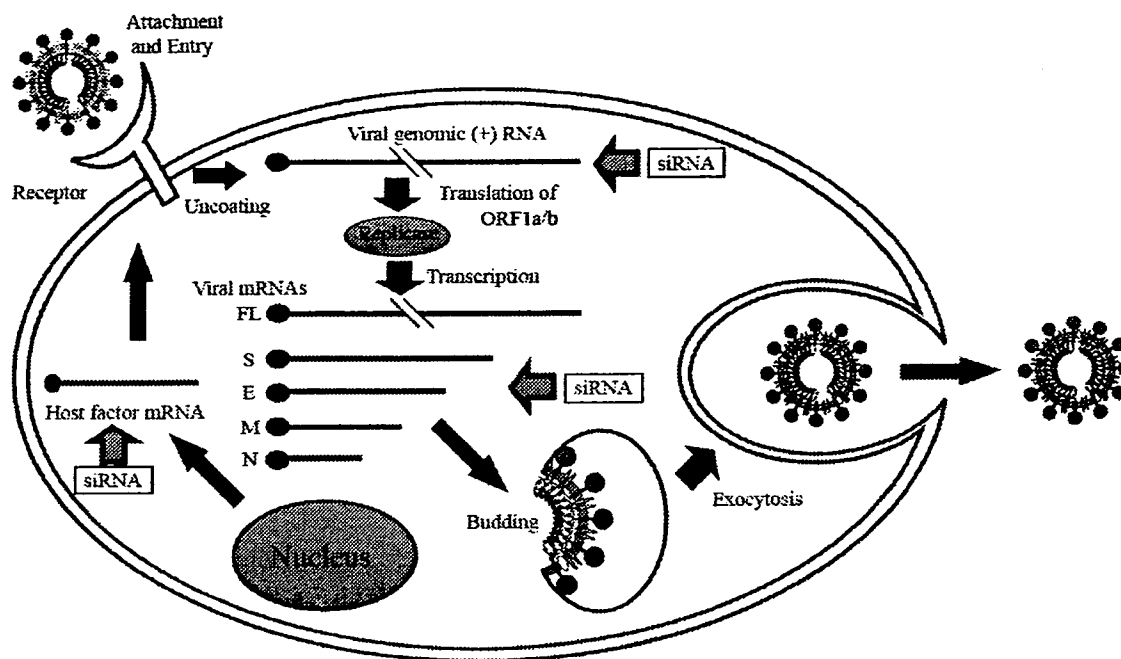 Attachment
and Entry
Viral genomic (+) RNA
siRNA
Receptor
Uncoating
Translation of
ORF1a/b
Replicase
Transcription
Viral mRNAs
FL
S
E
siRNA
M
N
Host factor mRNA
siRNA
Nucleus
Budding
Exocytosis